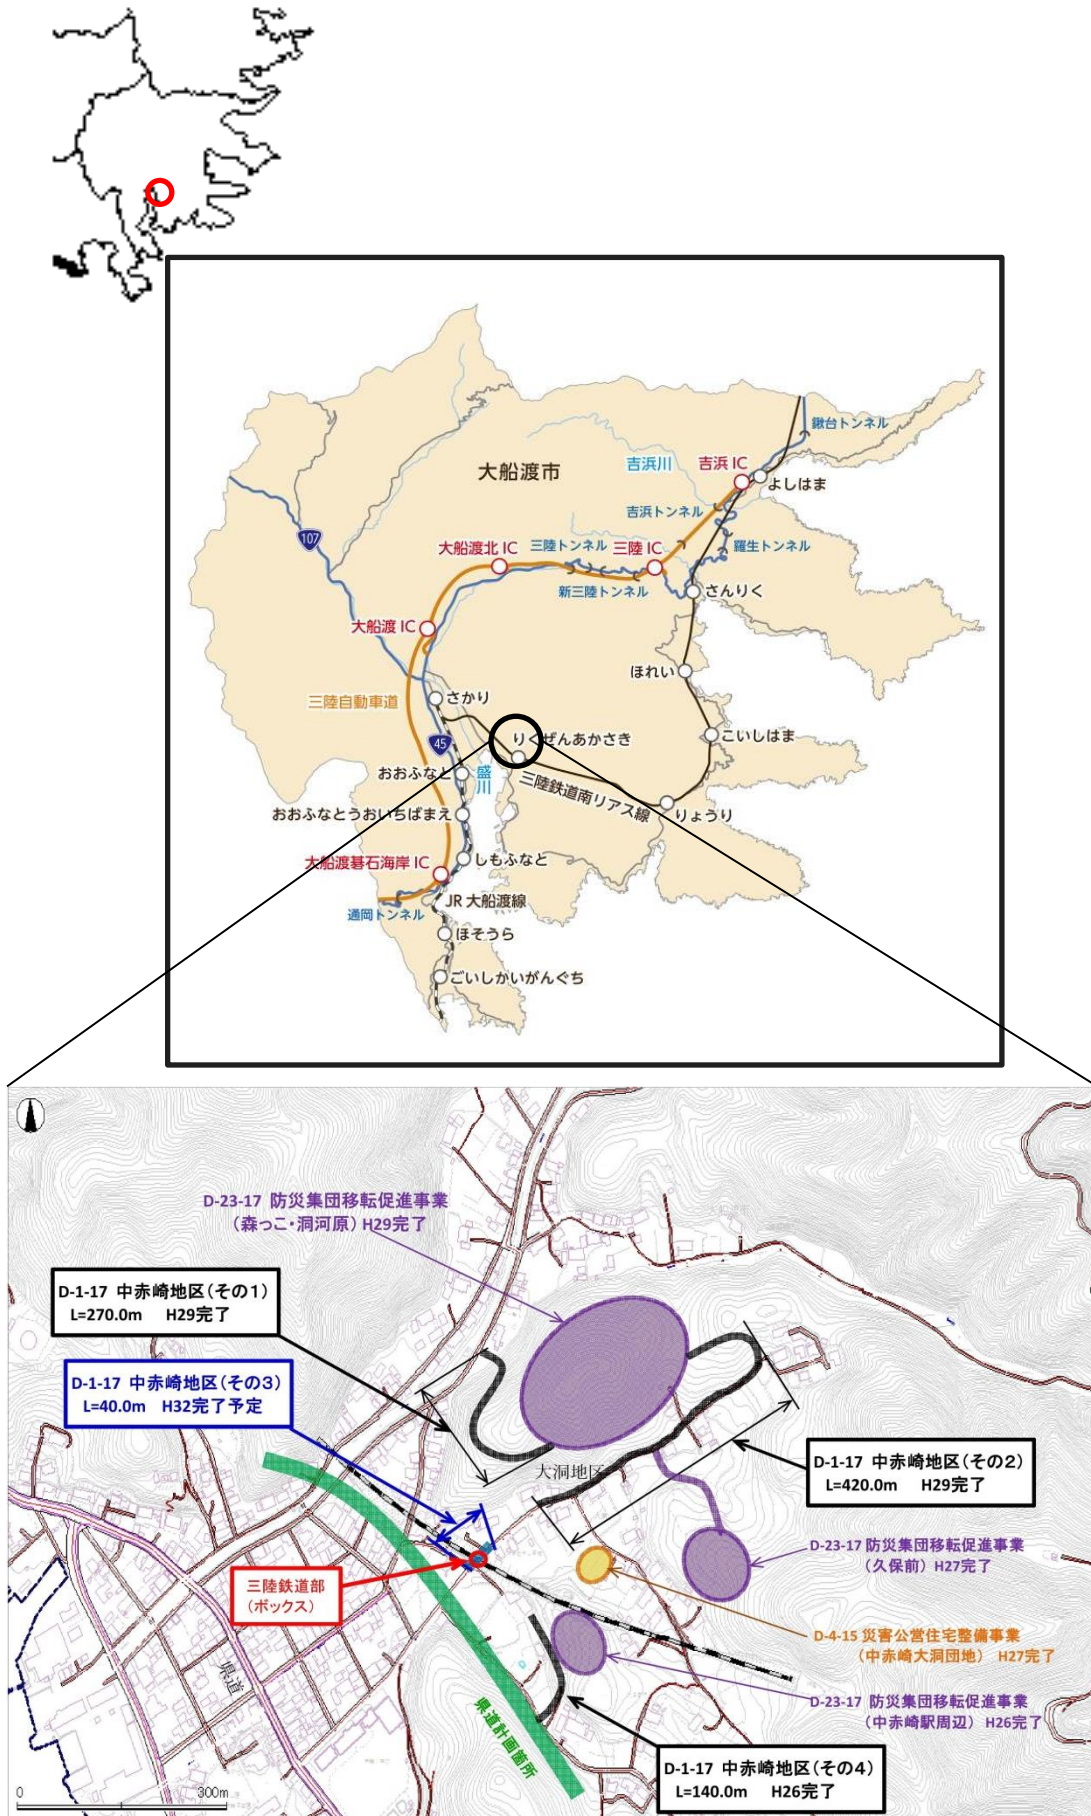 鍬台トンネル
大船渡市
吉浜川
吉浜 IC
よしはま
吉浜トンネル
107
大船渡北 IC
三陸トンネル
三陸 IC
羅生トンネル
新三陸トンネル
さんりく
大船渡 IC
ほれい
三陸自動車道
さかり
45
りくぜんあかさき
こいしはま
おおふなと
盛川
三陸鉄道南リアス線
おおふなとうおいちばまえ
りょうり
大船渡碁石海岸 IC
しもふなと
JR 大船渡線
通岡トンネル
ほそうら
ごいしかいがんぐち
D-23-17 防災集団移転促進事業
(森っこ・洞河原) H29完了
D-1-17 中赤崎地区(その1)
L=270.0m H29完了
D-1-17 中赤崎地区(その3)
L=40.0m H32完了予定
大洞地区
D-1-17 中赤崎地区(その2)
L=420.0m H29完了
D-23-17 防災集団移転促進事業
(久保前) H27完了
三陸鉄道部
(ボックス)
D-4-15 災害公営住宅整備事業
(中赤崎大洞団地) H27完了
県道
D-23-17 防災集団移転促進事業
(中赤崎駅周辺) H26完了
県道計画箇所
D-1-17 中赤崎地区(その4)
L=140.0m H26完了
0 300m